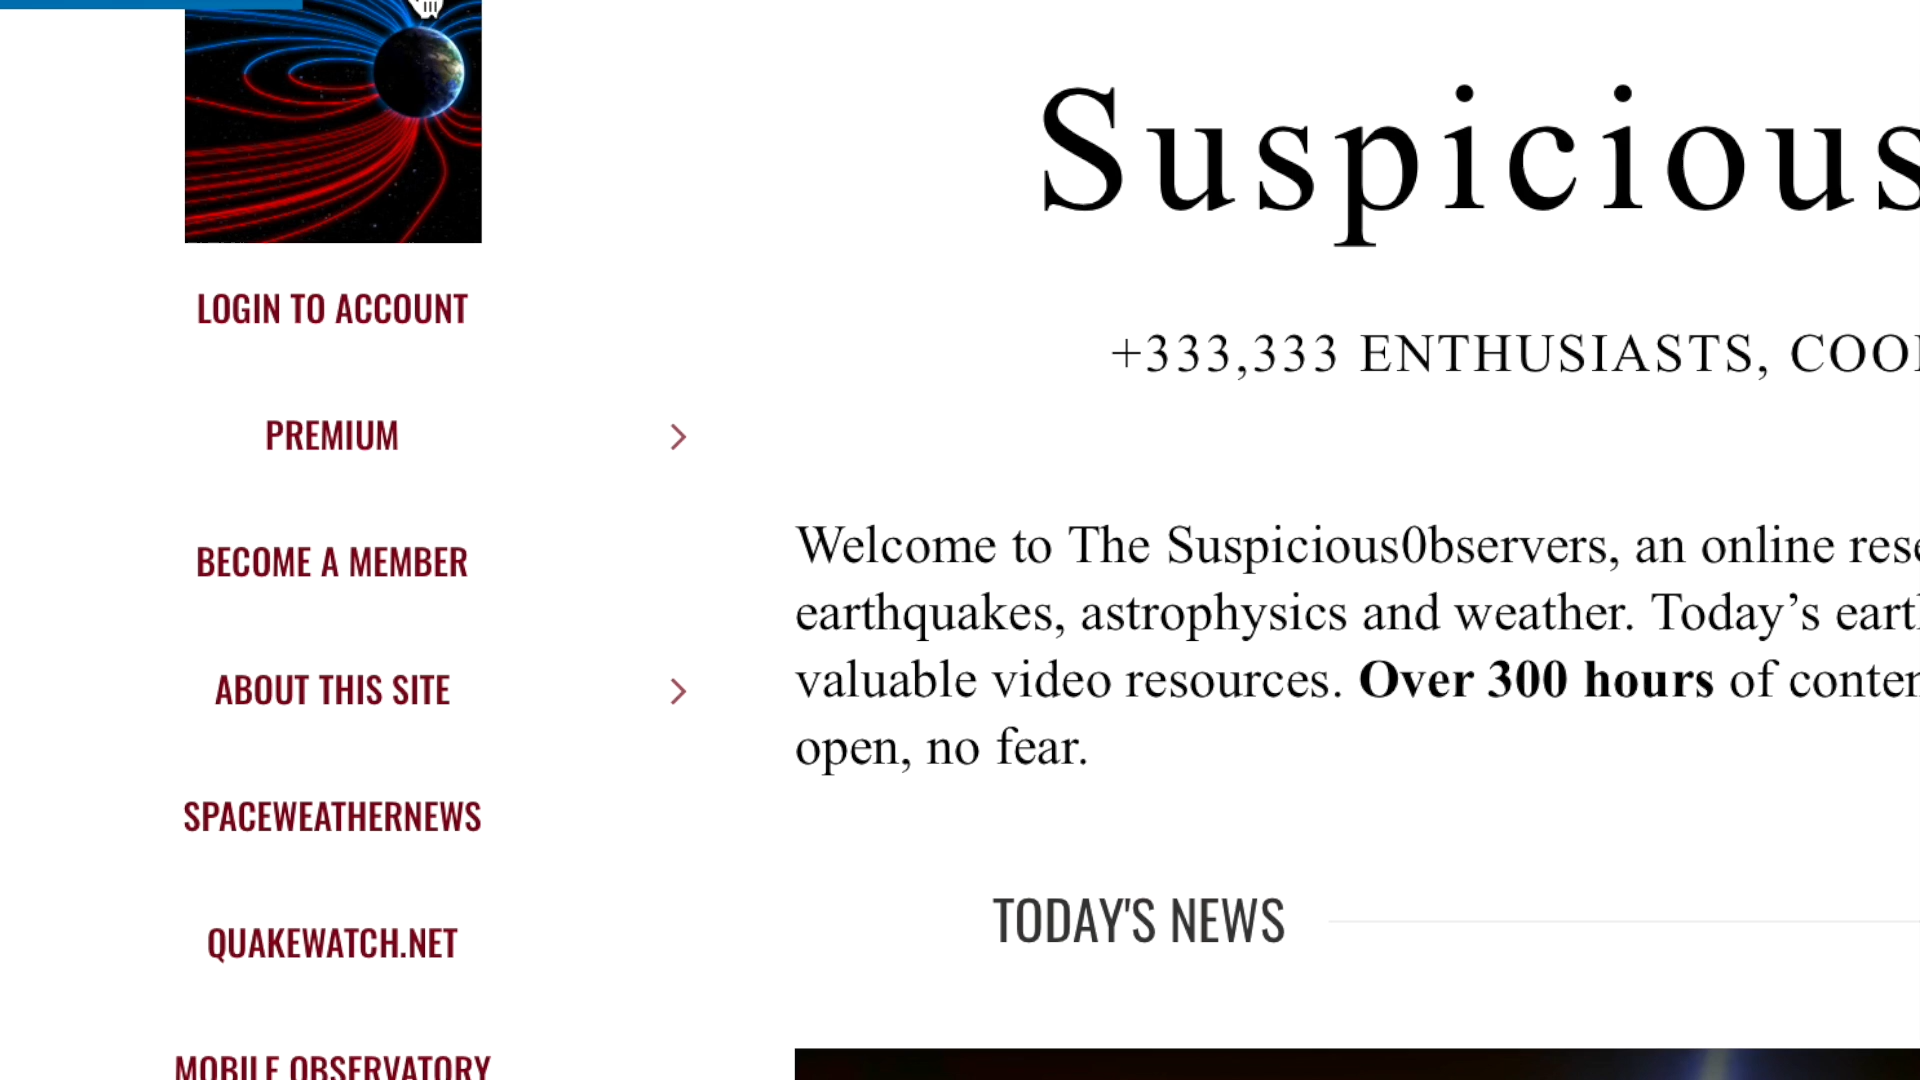 Suspicious
+333,333 ENTHUSIASTS,
LOGIN TO ACCOUNT
PREMIUM
BECOME A MEMBER
ABOUT THIS SITE
SPACEWEATHERNEWS
QUAKEWATCH.NET
MOBILE OBSERVATORY
Welcome to The Suspicious0bservers, an online
earthquakes, astrophysics and weather. Today’s
valuable video resources. Over 300 hours of
open, no fear.
TODAY'S NEWS